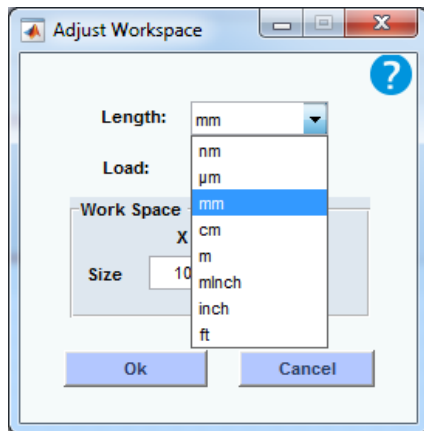 Adjust Workspace
?
Length: mm
nm
Load: µm
Work Space mm
X cm
m
Size 10 mInch
inch
ft
Ok Cancel